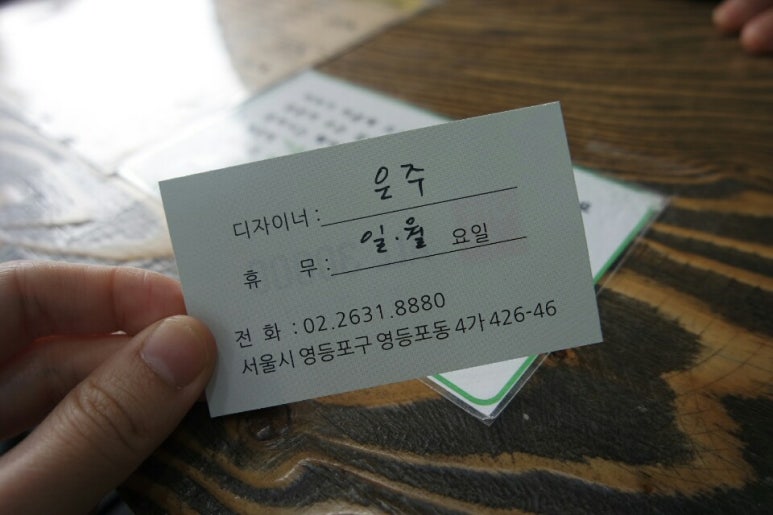 디자이너 : 은주
휴 무 : 일·월 요일
전 화 : 02.2631.8880
서울시 영등포구 영등포동 4가 426-46